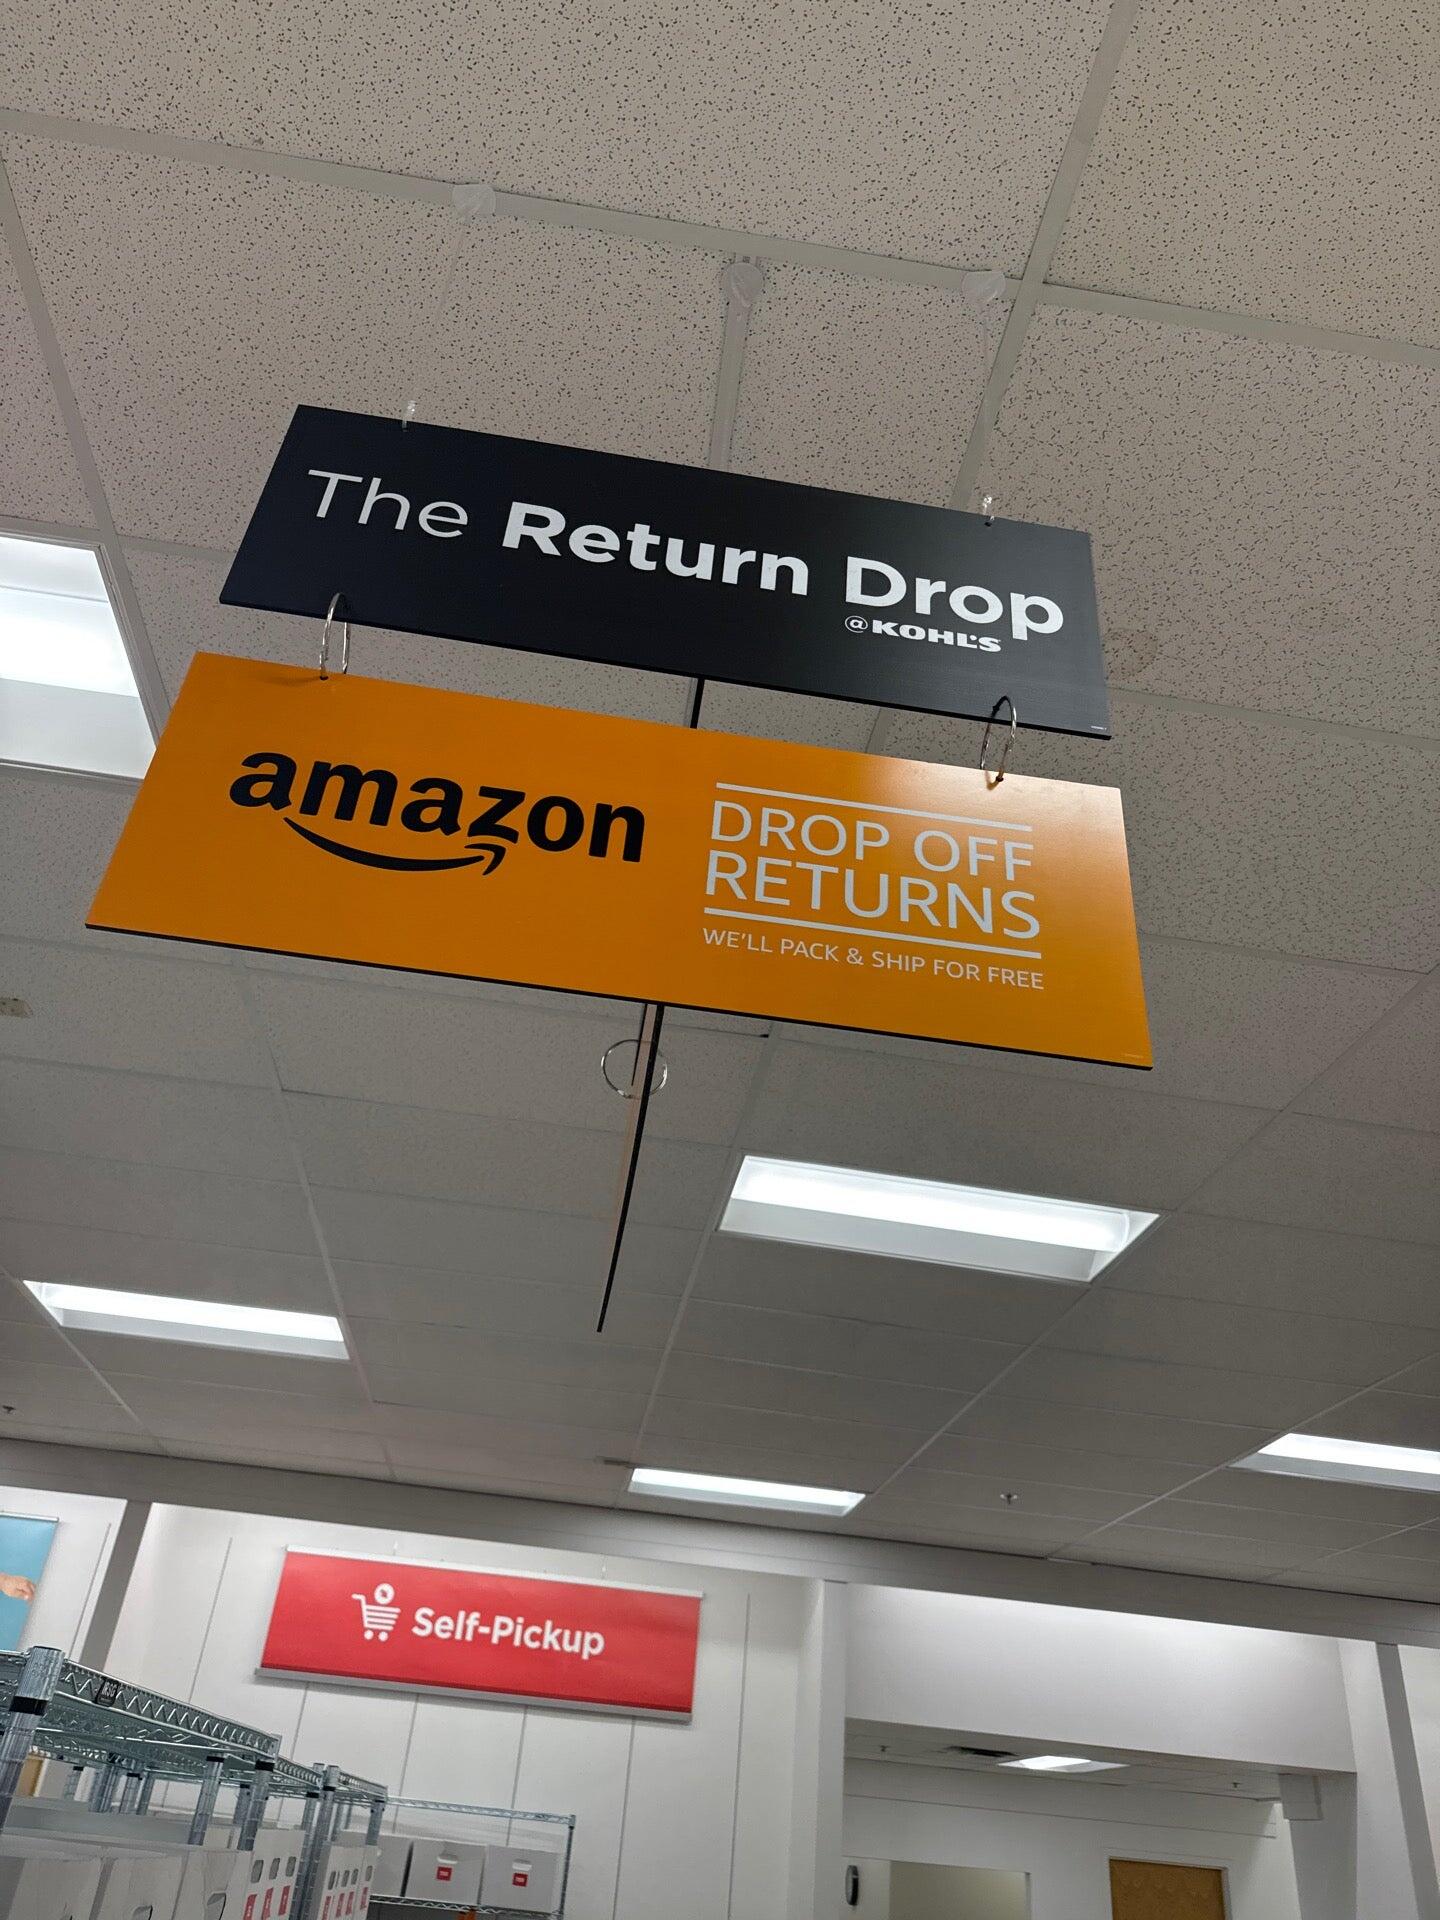 The Return Drop
@KOHL'S
amazon
DROP OFF
RETURNS
WE'LL PACK & SHIP FOR FREE
Self-Pickup